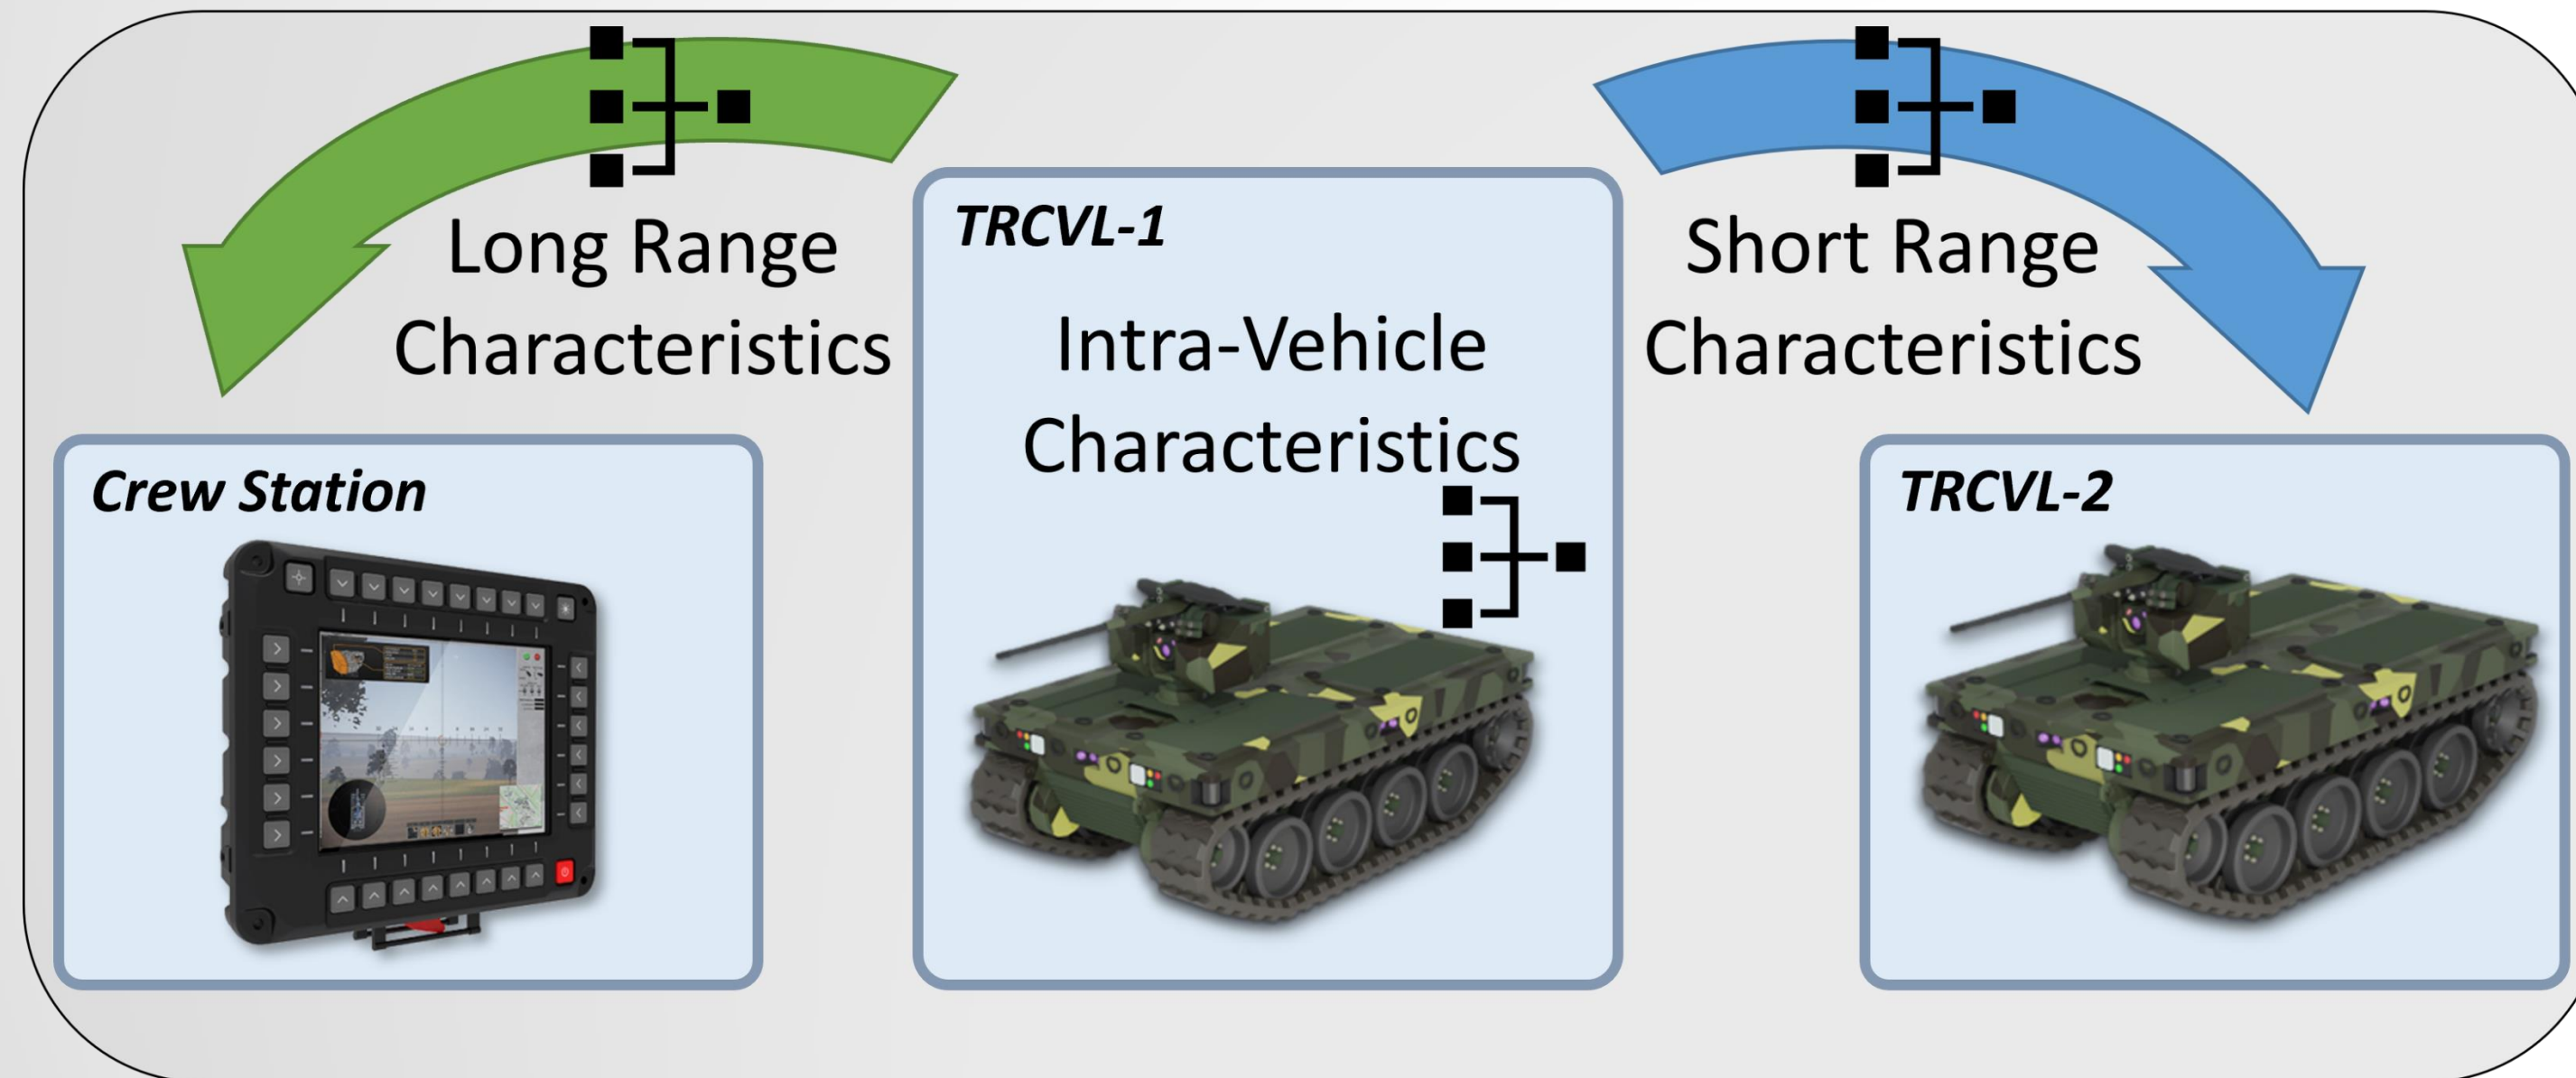 Long Range
Characteristics
TRCVL-1
Intra-Vehicle
Characteristics
Short Range
Characteristics
Crew Station
TRCVL-2